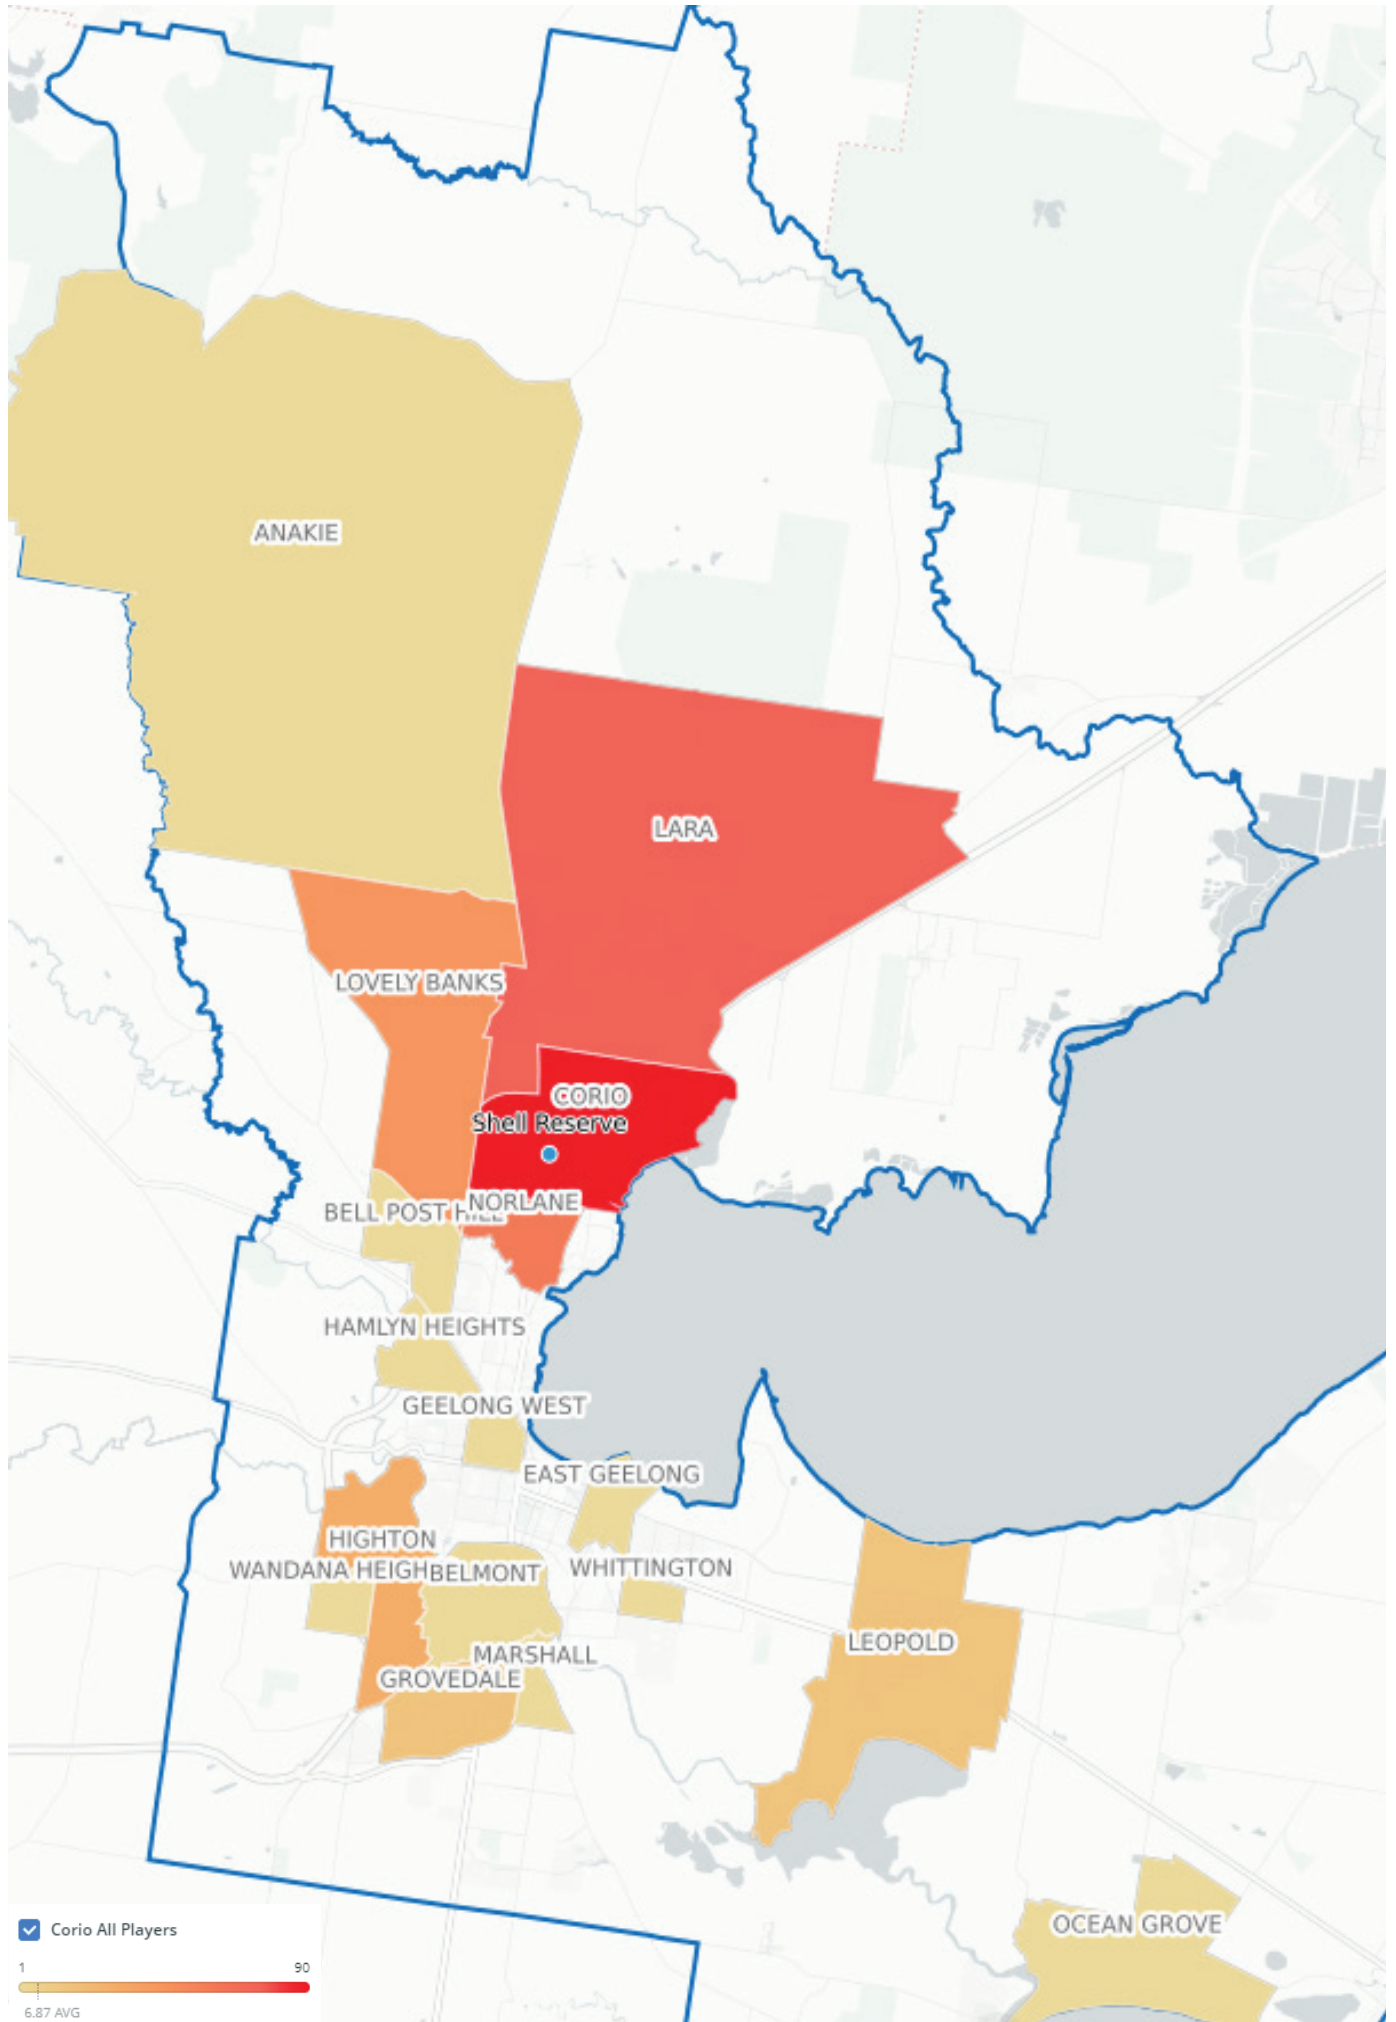 ANAKIE
LARA
LOVELY BANKS
CORIO
Shell Reserve
NORLANE
BELL POST HILL
HAMLYN HEIGHTS
GEELONG WEST
EAST GEELONG
HIGHTON
WANDANA HEIGH
BELMONT
WHITTINGTON
LEOPOLD
MARSHALL
GROVEDALE
OCEAN GROVE
Corio All Players
1 90
6.87 AVG